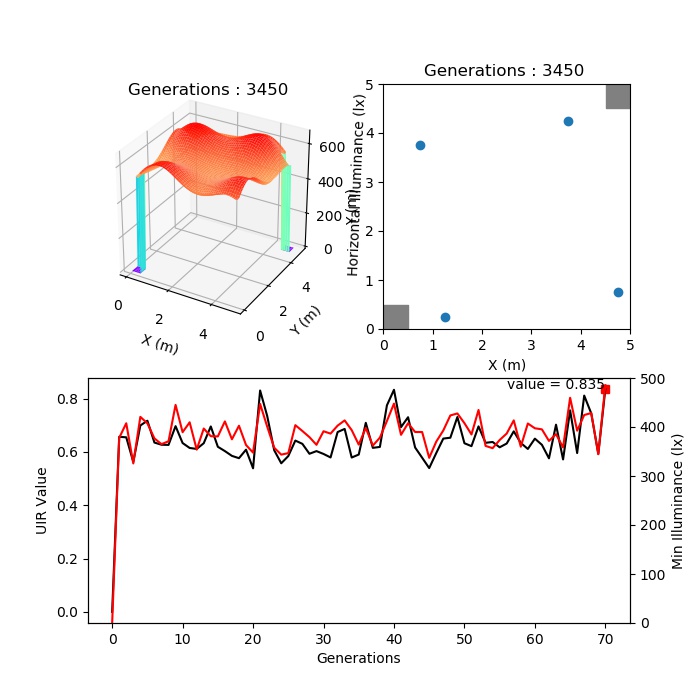 Generations : 3450
600
400
200
0
Horizontal Illuminance (lx)
0
2
4
X (m)
0
2
4
Y (m)
Generations : 3450
5
4
3
2
1
0
Y (m)
0 1 2 3 4 5
X (m)
value = 0.835
0.8
0.6
0.4
0.2
0.0
UIR Value
500
400
300
200
100
0
Min Illuminance (lx)
0 10 20 30 40 50 60 70
Generations